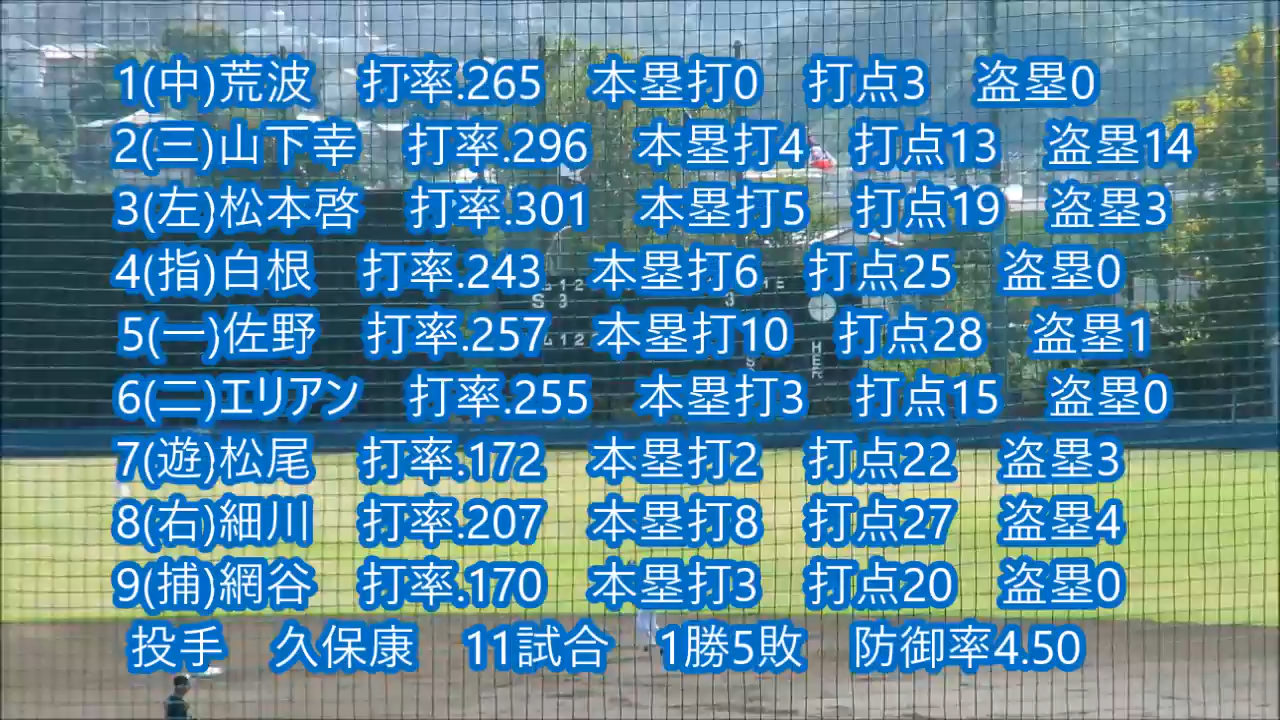 1(中)荒波　打率.265　本塁打0　打点3　盗塁0
2(三)山下幸　打率.296　本塁打4　打点13　盗塁14
3(左)松本啓　打率.301　本塁打5　打点19　盗塁3
4(指)白根　打率.243　本塁打6　打点25　盗塁0
5(一)佐野　打率.257　本塁打10　打点28　盗塁1
6(二)エリアン　打率.255　本塁打3　打点15　盗塁0
7(遊)松尾　打率.172　本塁打2　打点22　盗塁3
8(右)細川　打率.207　本塁打8　打点27　盗塁4
9(捕)網谷　打率.170　本塁打3　打点20　盗塁0
投手　久保康　11試合　1勝5敗　防御率4.50